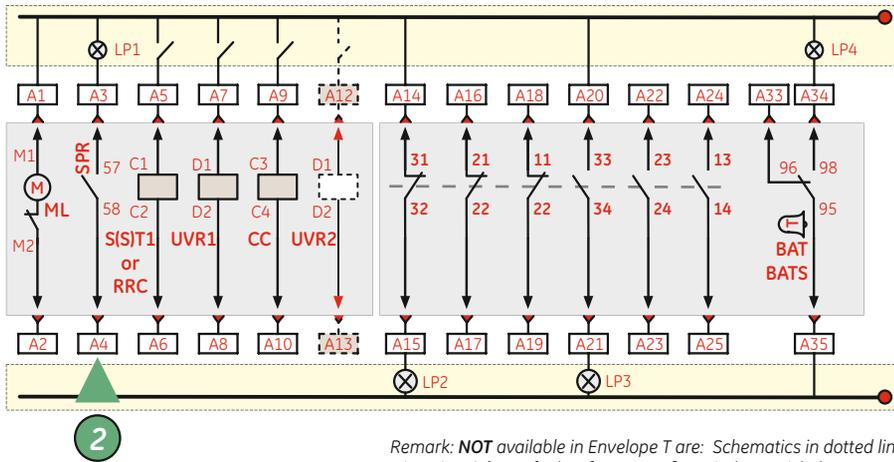 LP1 LP4
A1 A3 A5 A7 A9 A12 A14 A16 A18 A20 A22 A24 A33 A34
M1 SPR 57 C1 D1 C3 D1 31 21 11 33 23 13 96 98
M
ML 58 C2 D2 C4 D2 32 22 22 34 24 14 95
M2 S(S)T1 UVR1 CC UVR2 T
or BAT
RRC BATS
A2 A4 A6 A8 A10 A13 A15 A17 A19 A21 A23 A25 A35
LP2 LP3
2
Remark: NOT available in Envelope T are: Schematics in dotted lin